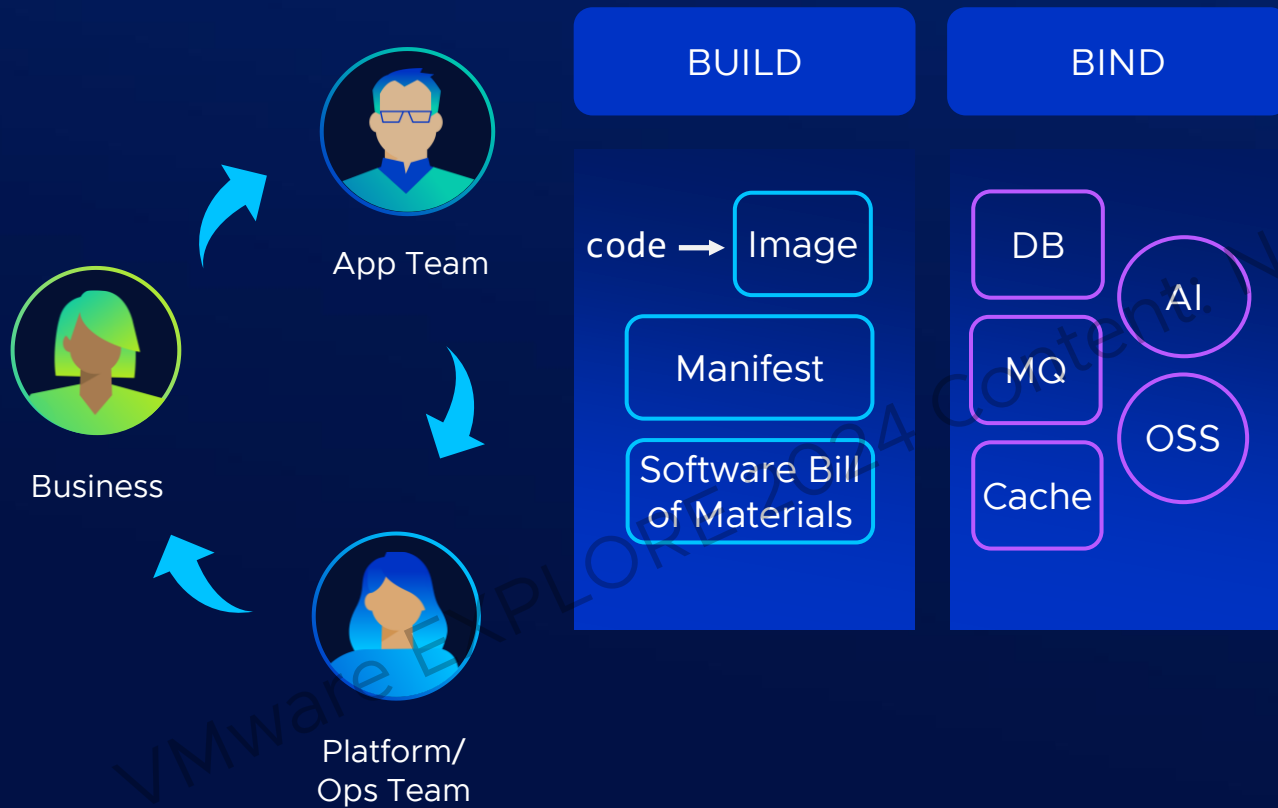 BUILD
BIND
App Team
Business
Platform/
Ops Team
code
Image
Manifest
Software Bill
of Materials
DB
MQ
Cache
AI
OSS
VMware EXPLORE 2024 Content. N